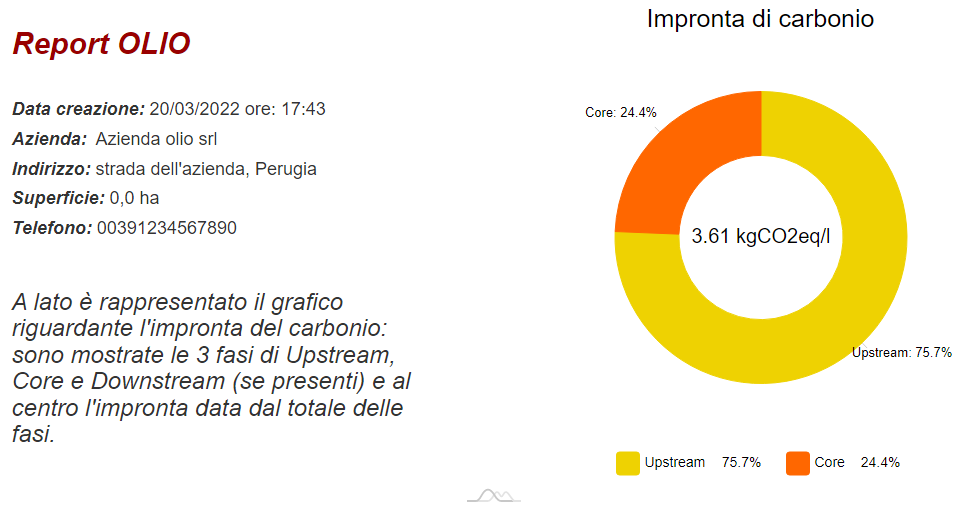 Report OLIO
Data creazione: 20/03/2022 ore: 17:43
Azienda: Azienda olio srl
Indirizzo: strada dell'azienda, Perugia
Superficie: 0,0 ha
Telefono: 00391234567890
A lato è rappresentato il grafico
riguardante l'impronta del carbonio:
sono mostrate le 3 fasi di Upstream,
Core e Downstream (se presenti) e al
centro l'impronta data dal totale delle
fasi.
Impronta di carbonio
Core: 24.4%
3.61 kgCO2eq/l
Upstream: 75.7%
Upstream 75.7% Core 24.4%